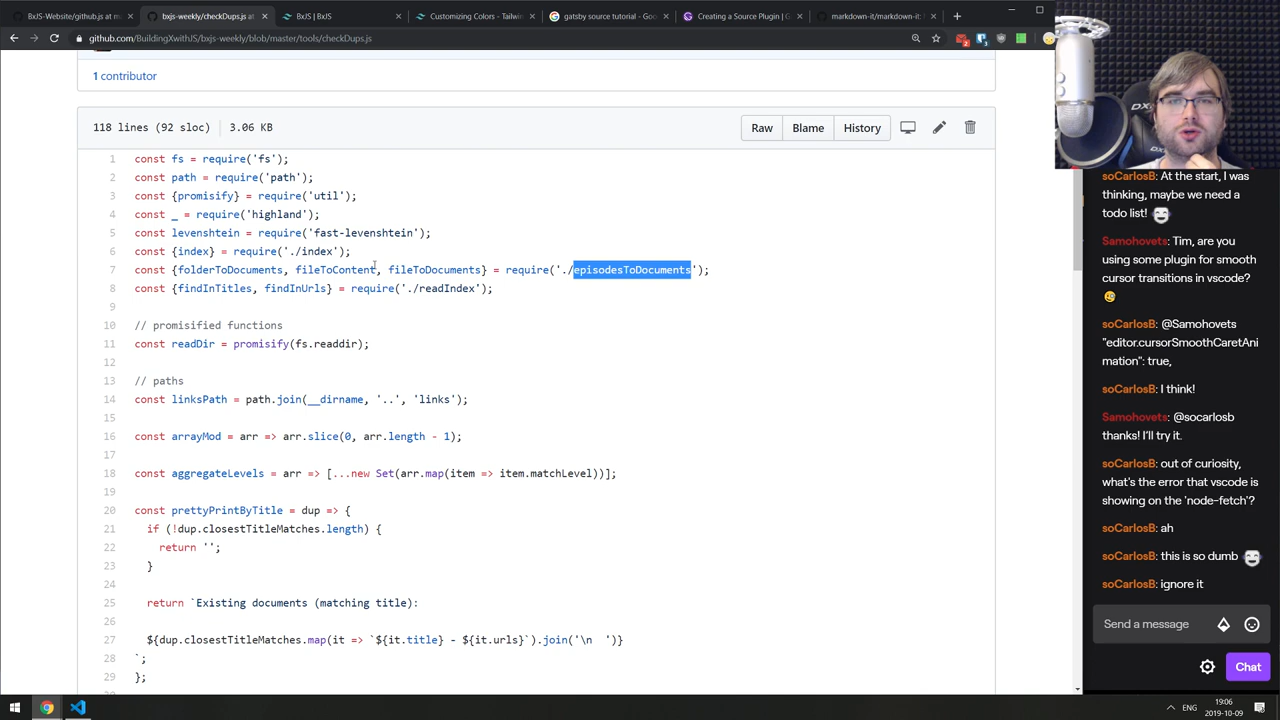 BxJS-Website/github.js at m
bxjs-weekly/checkDups.js at
BxJS | BxJS
Customizing Colors - Tailwin
gatsby source tutorial - Goo
Creating a Source Plugin | G
markdown-it/markdown-it: M
github.com/BuildingXwithJS/bxjs-weekly/blob/master/tools/checkDups.js
1 contributor
118 lines (92 sloc) 3.06 KB
Raw Blame History
1 const fs = require('fs');
2 const path = require('path');
3 const {promisify} = require('util');
4 const _ = require('highland');
5 const levenshtein = require('fast-levenshtein');
6 const {index} = require('./index');
7 const {folderToDocuments, fileToContent, fileToDocuments} = require('./episodesToDocuments');
8 const {findInTitles, findInUrls} = require('./readIndex');
9
10 // promisified functions
11 const readDir = promisify(fs.readdir);
12
13 // paths
14 const linksPath = path.join(__dirname, '..', 'links');
15
16 const arrayMod = arr => arr.slice(0, arr.length - 1);
17
18 const aggregateLevels = arr => [...new Set(arr.map(item => item.matchLevel))];
19
20 const prettyPrintByTitle = dup => {
21 if (!dup.closestTitleMatches.length) {
22 return '';
23 }
24
25 return `Existing documents (matching title):
26
27 ${dup.closestTitleMatches.map(it => `${it.title} - ${it.urls}`).join('\n ')}
28 `;
29 };
soCarlosB: At the start, I was
thinking, maybe we need a
todo list!
Samohovets: Tim, are you
using some plugin for smooth
cursor transitions in vscode?
soCarlosB: @Samohovets
"editor.cursorSmoothCaretAni
mation": true,
soCarlosB: I think!
Samohovets: @socarlosb
thanks! I'll try it.
soCarlosB: out of curiosity,
what's the error that vscode is
showing on the 'node-fetch'?
soCarlosB: ah
soCarlosB: this is so dumb
soCarlosB: ignore it
Send a message
Chat
ENG
19:06
2019-10-09